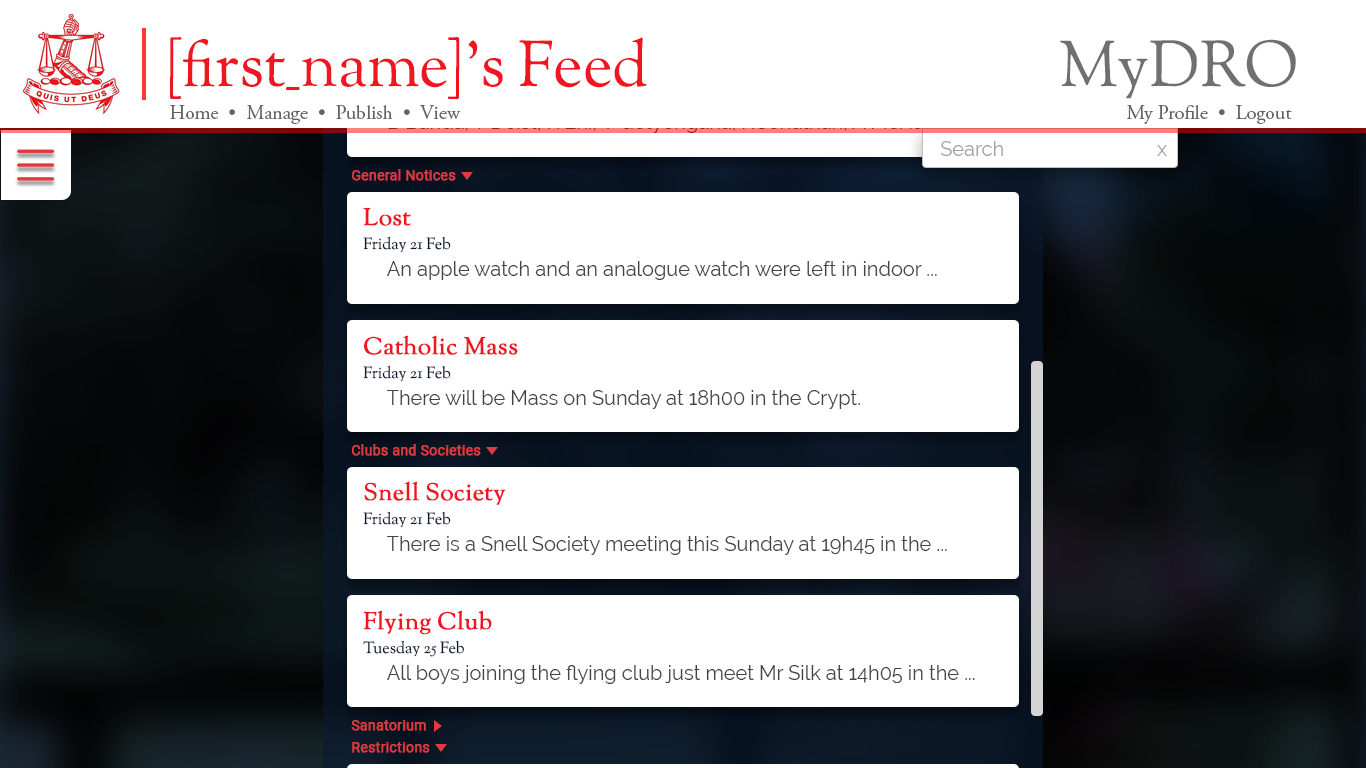 QUIS UT DEUS
[first_name]'s Feed
MyDRO
Home • Manage • Publish • View
My Profile • Logout
Search x
General Notices
Lost
Friday 21 Feb
An apple watch and an analogue watch were left in indoor ...
Catholic Mass
Friday 21 Feb
There will be Mass on Sunday at 18h00 in the Crypt.
Clubs and Societies
Snell Society
Friday 21 Feb
There is a Snell Society meeting this Sunday at 19h45 in the ...
Flying Club
Tuesday 25 Feb
All boys joining the flying club just meet Mr Silk at 14h05 in the ...
Sanatorium
Restrictions